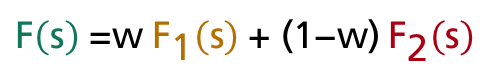 F(s) =w F₁(s) + (1−w) F₂(s)